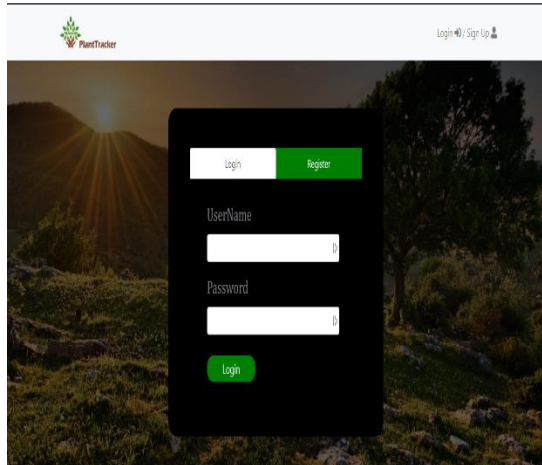 PlantTracker
Login / Sign Up
Login
Register
UserName
Password
Login